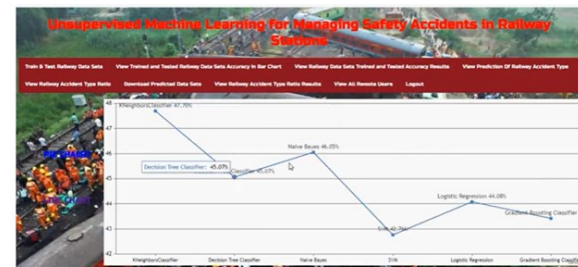 Unsupervised Machine Learning for Managing Safety Accidents in Railway
Stations
Train & Test Railway Data Sets View Trained and Tested Railway Data Sets Accuracy in Bar Chart View Railway Data Sets Trained and Tested Accuracy Results View Prediction Of Railway Accident Type
View Railway Accident Type Ratio Download Predicted Data Sets View Railway Accident Type Ratio Results View All Remote Users Logout
48
KNeighborsClassifier 47.70%
46
Naive Bayes 46.05%
Decision Tree Classifier: 45.07%
Classifier 45.07%
45
44
Logistic Regression 44.08%
Gradient Boosting Classifier
43
42
KNeighborsClassifier Decision Tree Classifier Naive Bayes SVM Logistic Regression Gradient Boosting Classifi